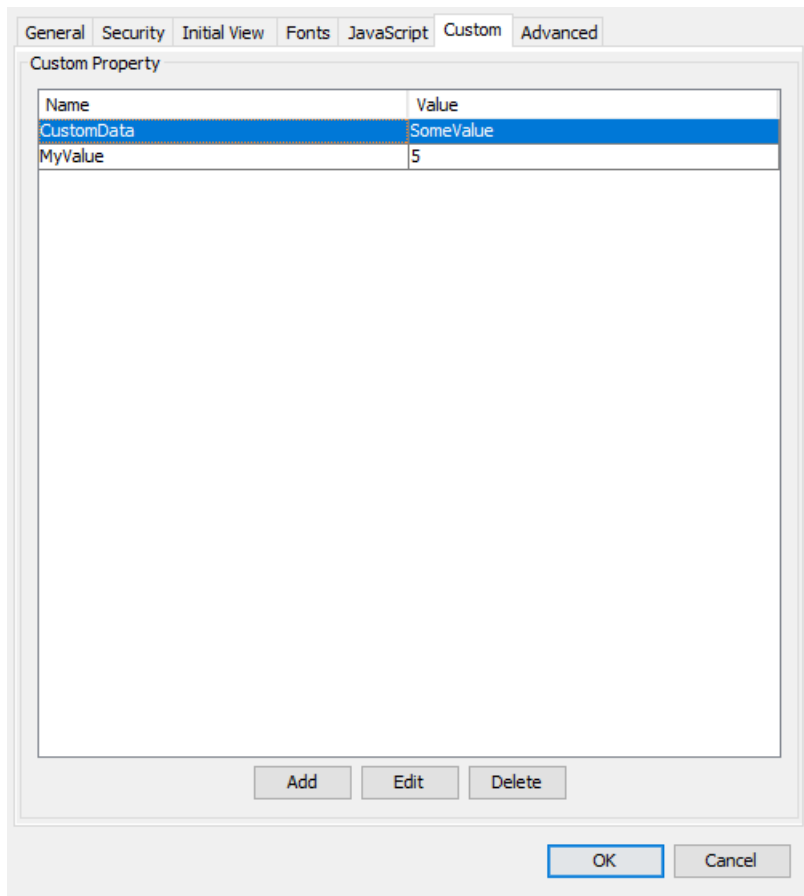 General Security Initial View Fonts JavaScript Custom Advanced
Custom Property
Name Value
CustomData SomeValue
MyValue 5
Add Edit Delete
OK Cancel